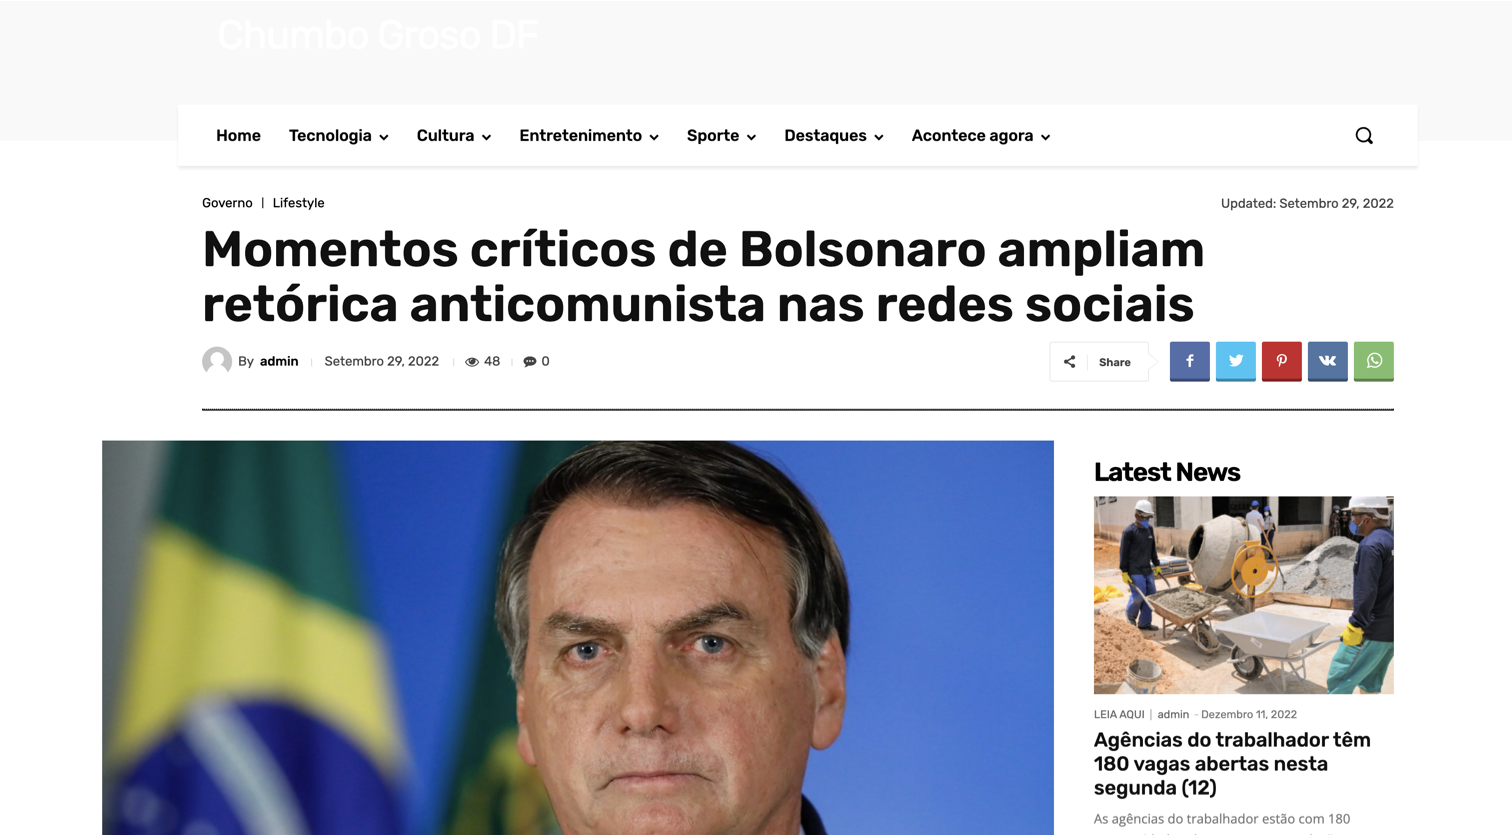 Chumbo Groso DF
Home Tecnologia Cultura Entretenimento Sporte Destaques Acontece agora
Governo | Lifestyle
Updated: Setembro 29, 2022
Momentos críticos de Bolsonaro ampliam
retórica anticomunista nas redes sociais
By admin Setembro 29, 2022 48 0
Share
Latest News
LEIA AQUI | admin - Dezembro 11, 2022
Agências do trabalhador têm
180 vagas abertas nesta
segunda (12)
As agências do trabalhador estão com 180